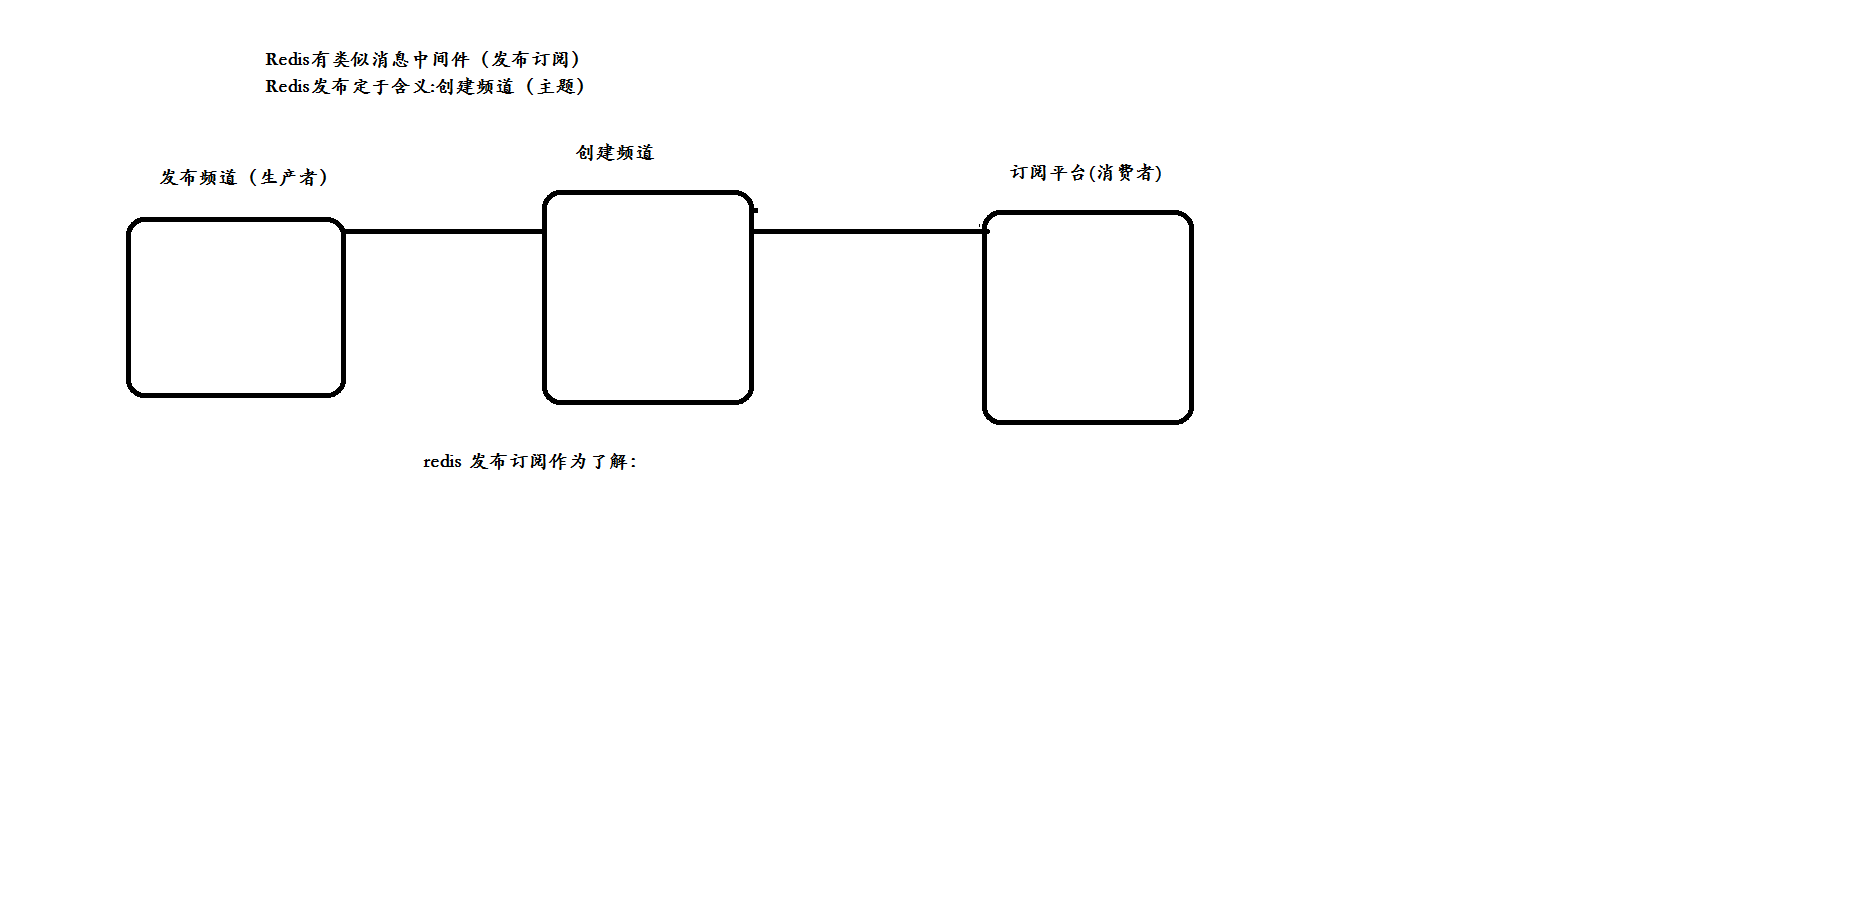 Redis有类似消息中间件（发布订阅）
Redis发布定于含义:创建频道（主题）
创建频道
发布频道（生产者）
订阅平台(消费者)
redis 发布订阅作为了解：